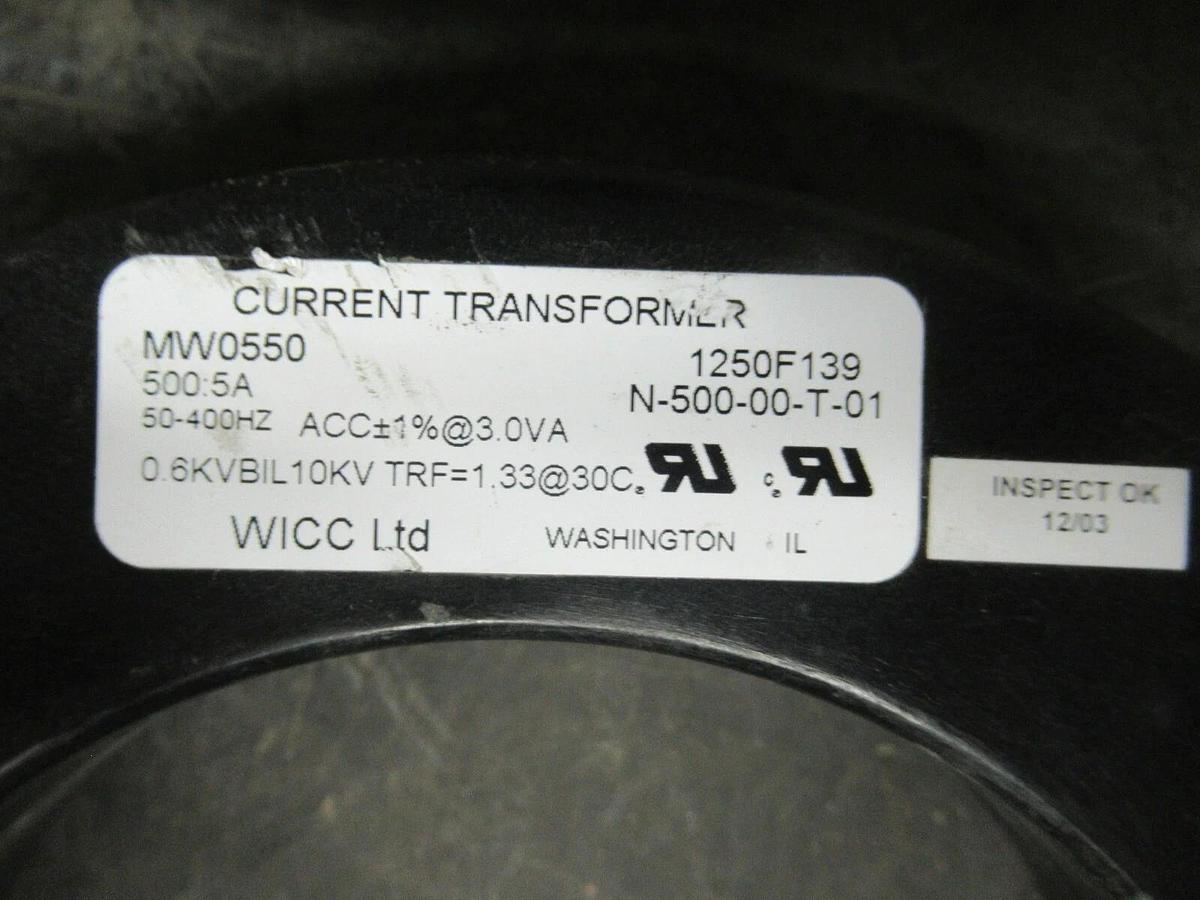 CURRENT TRANSFORMER
MW0550
1250F139
500:5A
N-500-00-T-01
50-400HZ ACC±1%@3.0VA
0.6KVBIL10KV TRF=1.33@30C
WICC Ltd
WASHINGTON IL
INSPECT OK
12/03